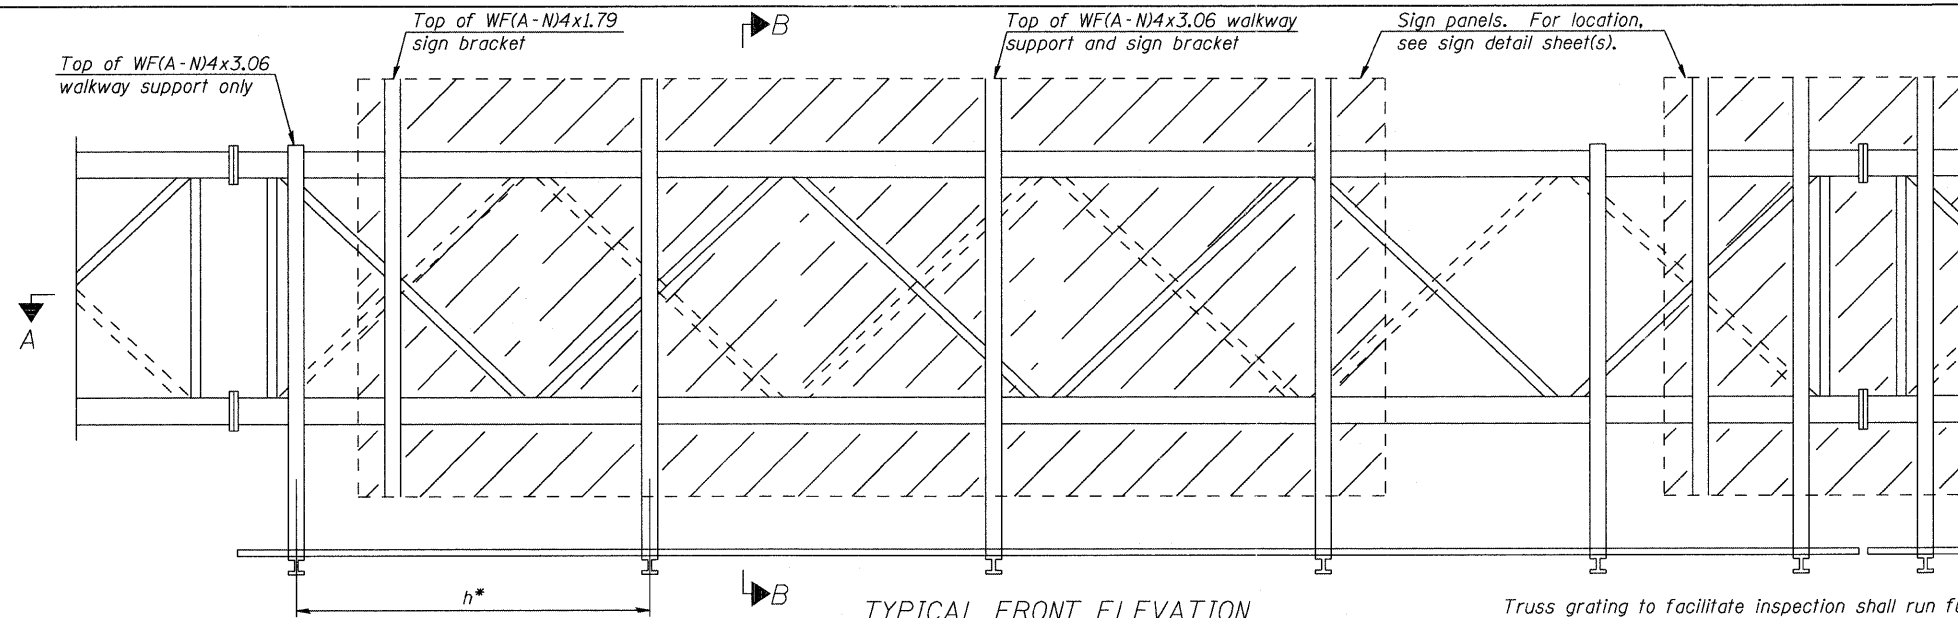 Top of WF(A-N)4x1.79
sign bracket
B
Top of WF(A-N)4x3.06 walkway
support and sign bracket
Sign panels. For location,
see sign detail sheet(s).
Top of WF(A-N)4x3.06
walkway support only
A
h*
B
TYPICAL FRONT ELEVATION
Truss grating to facilitate inspection shall run